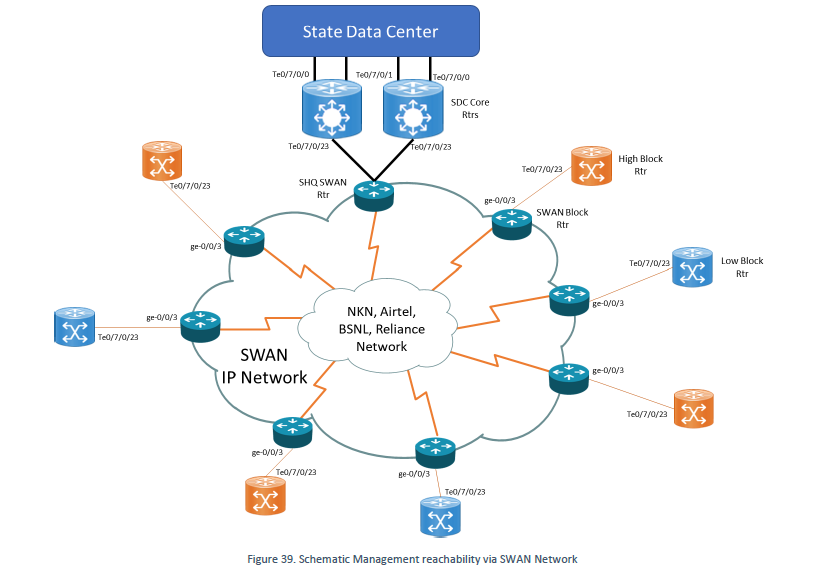 State Data Center
Te0/7/0/0
Te0/7/0/1
Te0/7/0/0
SDC Core
Rtrs
Te0/7/0/23
Te0/7/0/23
SHQ SWAN
Rtr
Te0/7/0/23
ge-0/0/3
Te0/7/0/23
High Block
Rtr
ge-0/0/3
SWAN Block
Rtr
Te0/7/0/23
Low Block
Rtr
ge-0/0/3
ge-0/0/3
Te0/7/0/23
NKN, Airtel,
BSNL, Reliance
Network
SWAN
IP Network
ge-0/0/3
Te0/7/0/23
ge-0/0/3
Te0/7/0/23
ge-0/0/3
Te0/7/0/23
Figure 39. Schematic Management reachability via SWAN Network